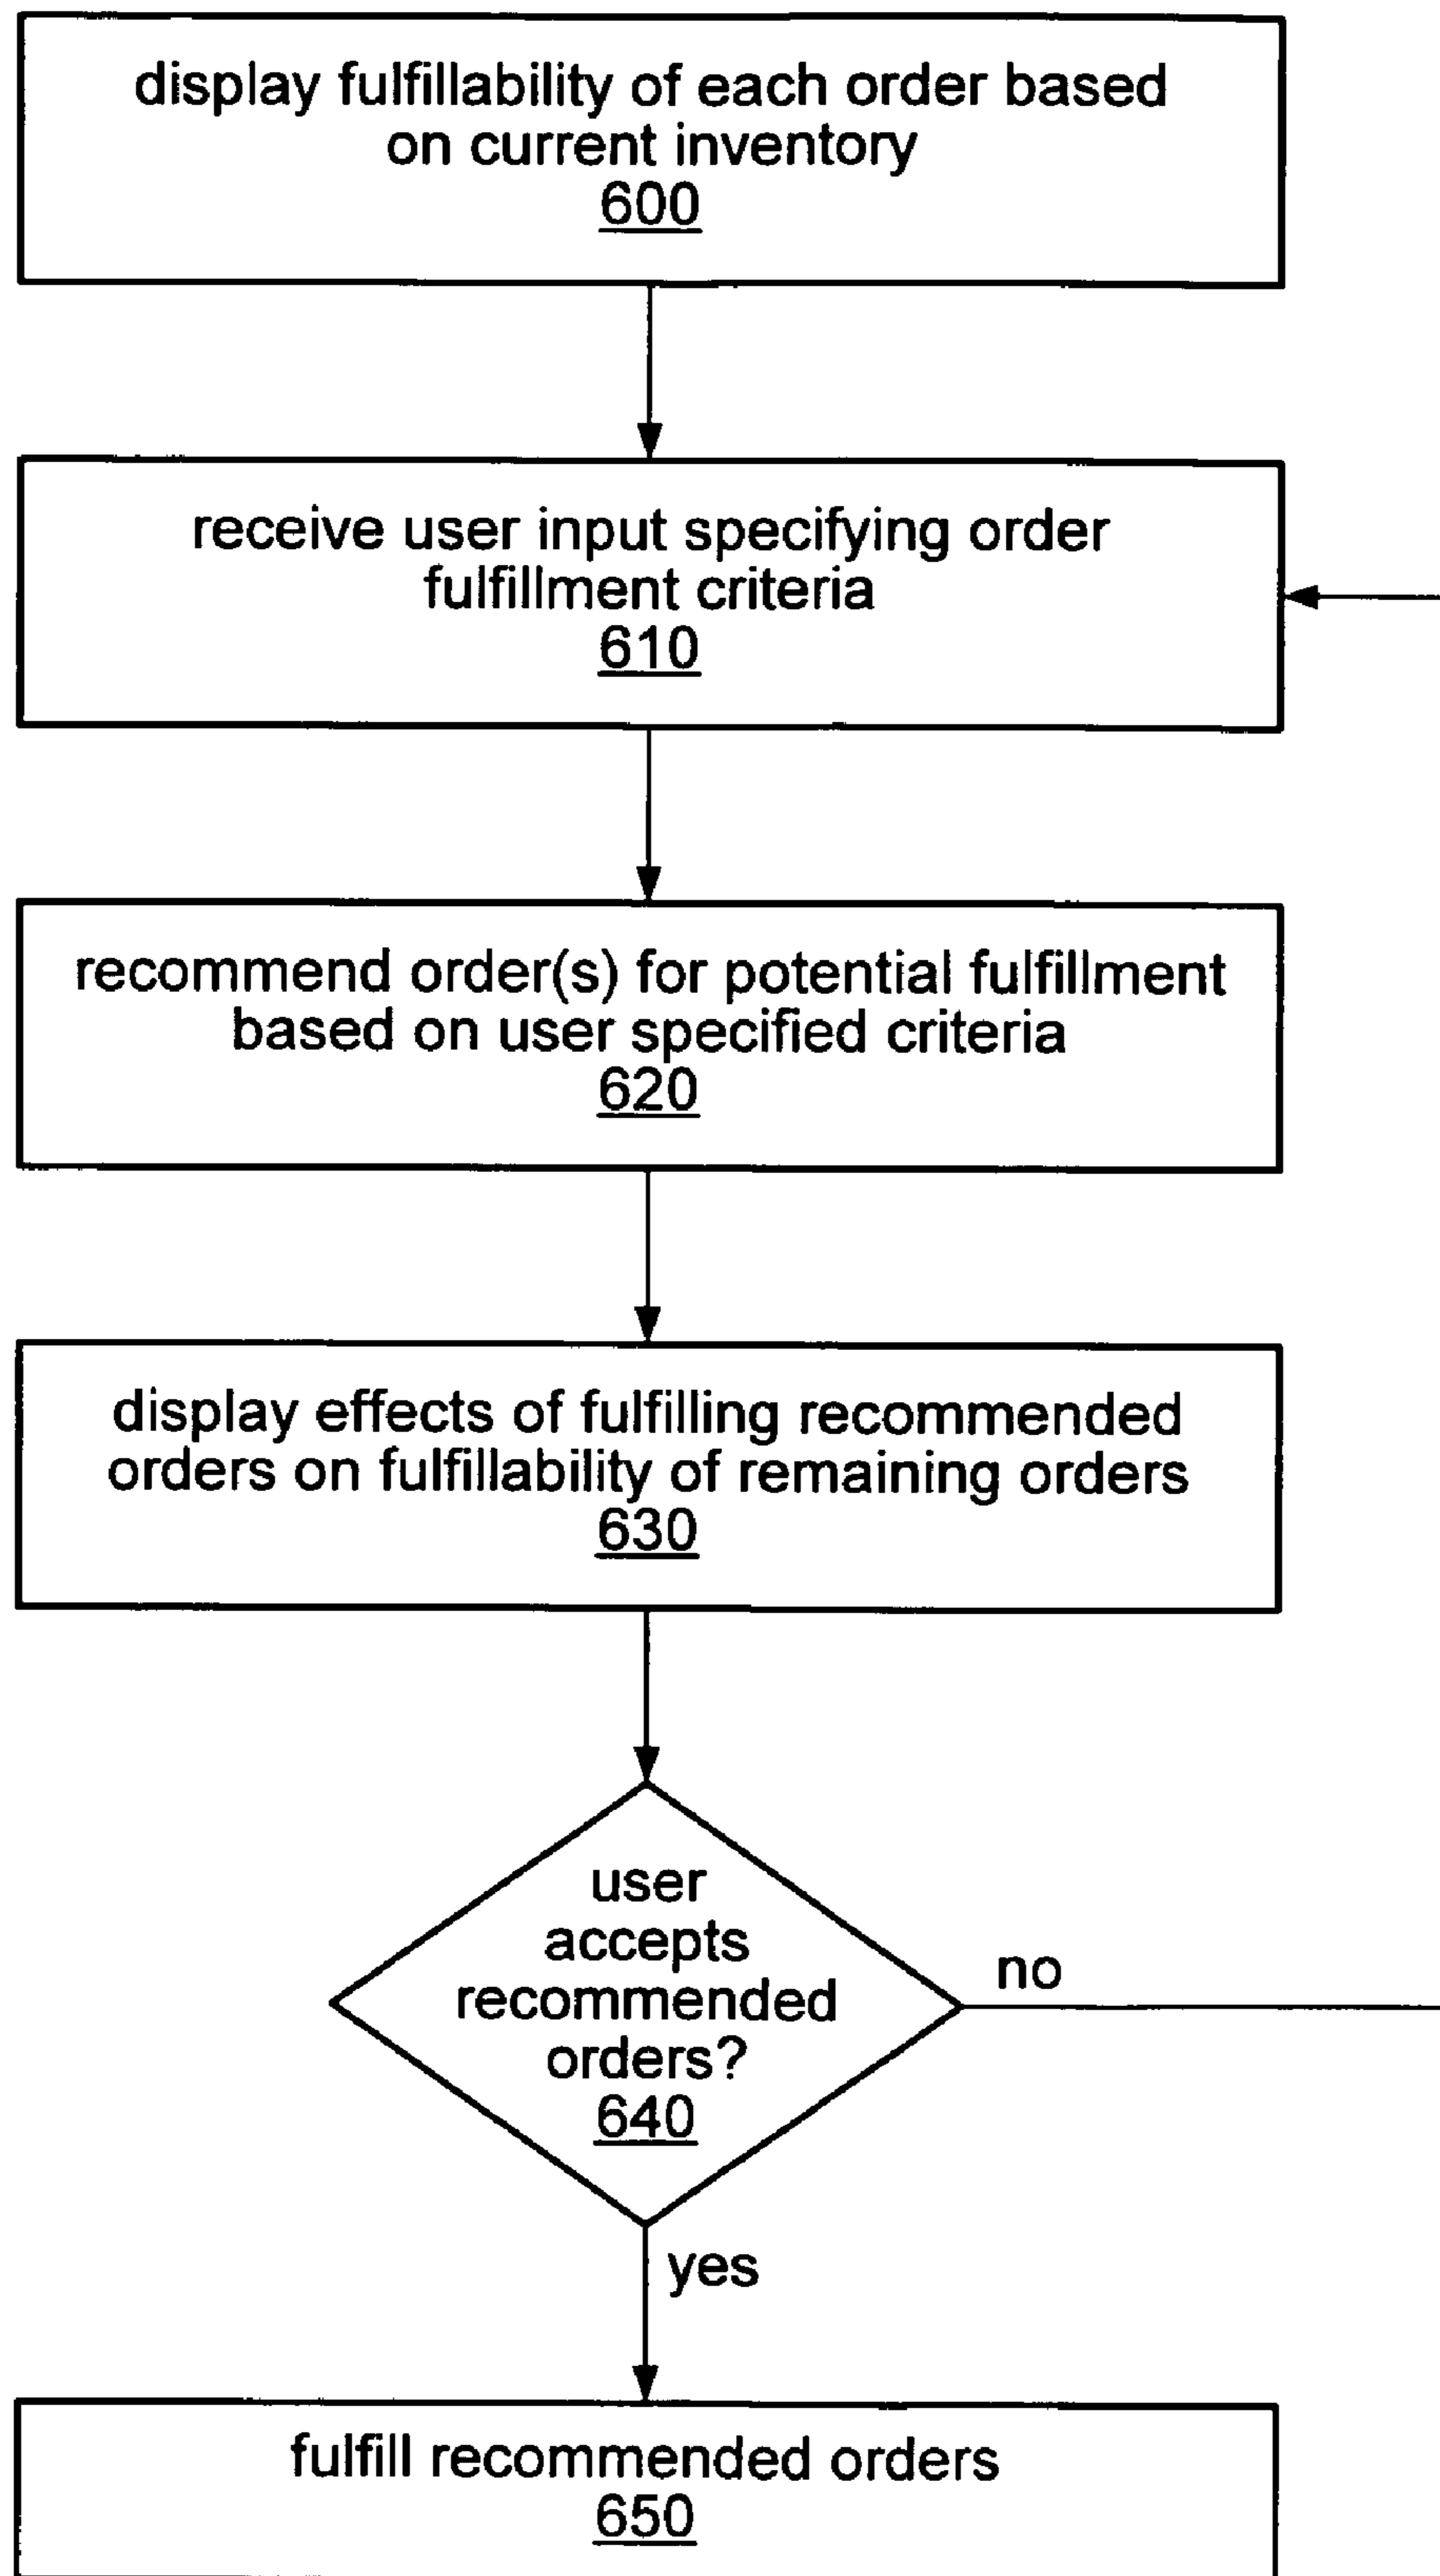 display fulfillability of each order based
on current inventory
600
receive user input specifying order
fulfillment criteria
610
recommend order(s) for potential fulfillment
based on user specified criteria
620
display effects of fulfilling recommended
orders on fulfillability of remaining orders
630
user
accepts
recommended
orders?
640
no
yes
fulfill recommended orders
650